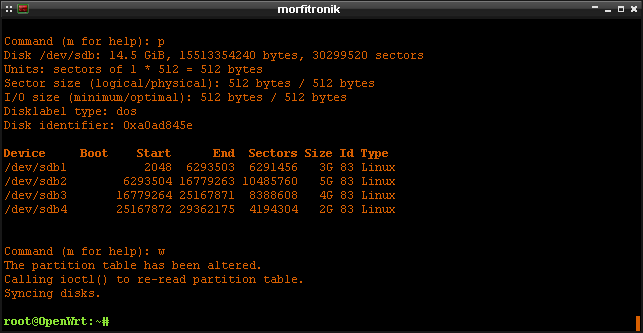 morfitronik
Command (m for help): p
Disk /dev/sdb: 14.5 GiB, 15513354240 bytes, 30299520 sectors
Units: sectors of 1 * 512 = 512 bytes
Sector size (logical/physical): 512 bytes / 512 bytes
I/O size (minimum/optimal): 512 bytes / 512 bytes
Disklabel type: dos
Disk identifier: 0xa0ad845e
Device     Boot    Start      End  Sectors Size Id Type
/dev/sdb1           2048  6293503  6291456   3G 83 Linux
/dev/sdb2        6293504 16779263 10485760   5G 83 Linux
/dev/sdb3       16779264 25167871  8388608   4G 83 Linux
/dev/sdb4       25167872 29362175  4194304   2G 83 Linux
Command (m for help): w
The partition table has been altered.
Calling ioctl() to re-read partition table.
Syncing disks.
root@OpenWrt:~#